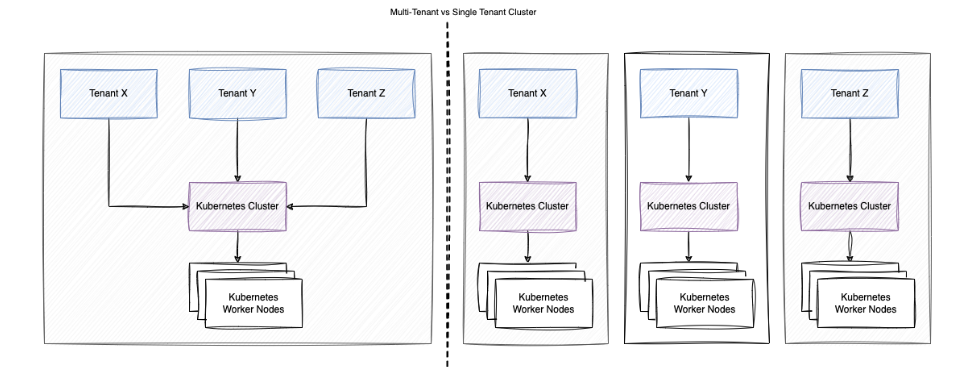 Multi-Tenant vs Single Tenant Cluster
Tenant X
Tenant Y
Tenant Z
Kubernetes Cluster
Kubernetes
Worker Nodes
Tenant X
Kubernetes Cluster
Kubernetes
Worker Nodes
Tenant Y
Kubernetes Cluster
Kubernetes
Worker Nodes
Tenant Z
Kubernetes Cluster
Kubernetes
Worker Nodes